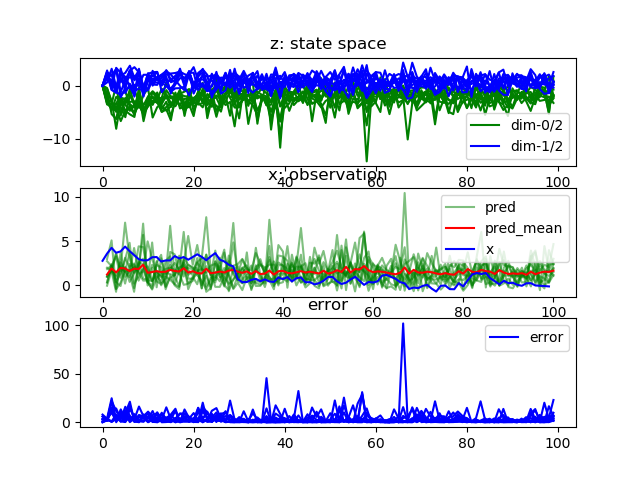 z: state space
0
−10
dim-0/2
dim-1/2
0 20 40 60 80 100
x: observation
10
5
0
pred
pred_mean
x
0 20 40 60 80 100
error
100
50
0
error
0 20 40 60 80 100